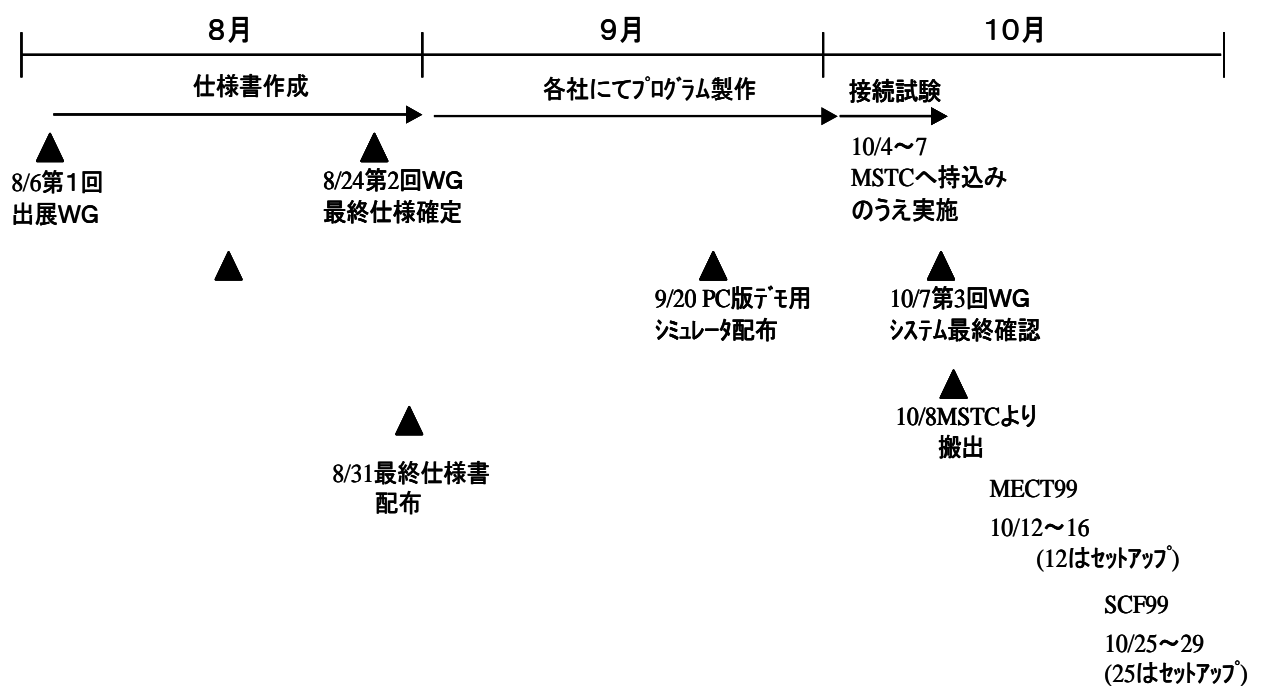 8月
9月
10月
仕様書作成
各社にてﾌﾟﾛｸﾞﾗﾑ製作
接続試験
8/6第1回
出展WG
8/24第2回WG
最終仕様確定
10/4～7
MSTCへ持込み
のうえ実施
9/20 PC版ﾃﾞﾓ用
ｼﾐｭﾚｰﾀ配布
10/7第3回WG
ｼｽﾃﾑ最終確認
10/8MSTCより
搬出
8/31最終仕様書
配布
MECT99
10/12～16
(12はｾｯﾄｱｯﾌﾟ)
SCF99
10/25～29
(25はｾｯﾄｱｯﾌﾟ)